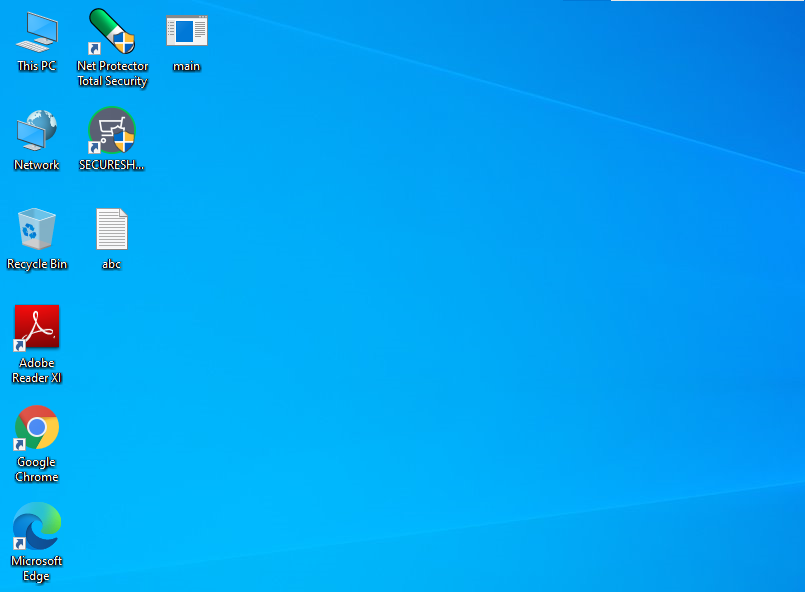 This PC
Net Protector
Total Security
main
Network
SECURESH...
Recycle Bin
abc
Adobe
Reader XI
Google
Chrome
Microsoft
Edge